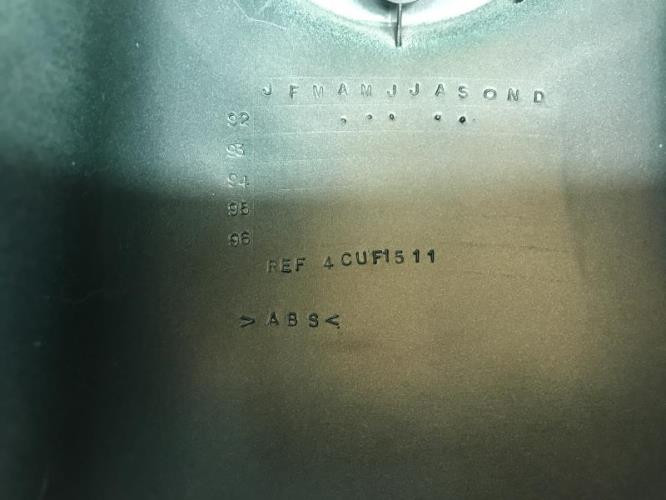 J F M A M J J A S O N D
92
93
94
95
96
REF 4CUF1511
>ABS<